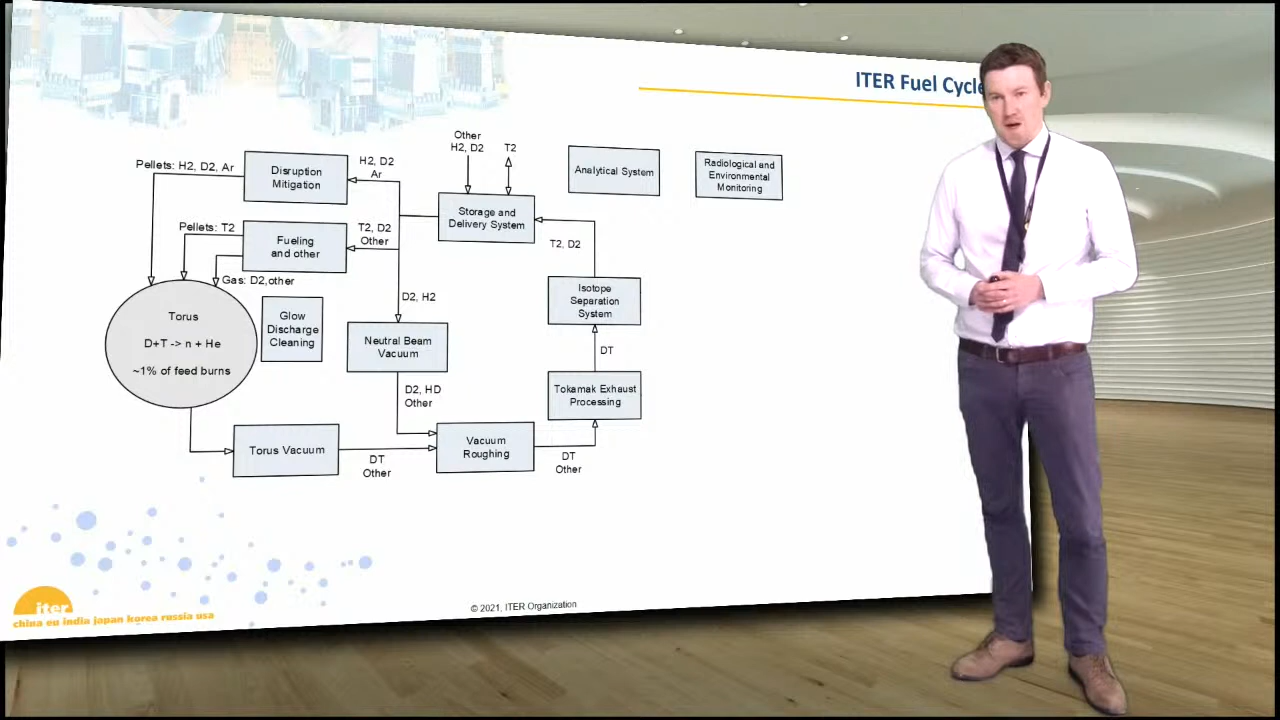 ITER Fuel Cycle
Other
H2, D2
T2
Pellets: H2, D2, Ar
Disruption
Mitigation
H2, D2
Ar
Analytical System
Radiological and
Environmental
Monitoring
Storage and
Delivery System
Pellets: T2
Fueling
and other
T2, D2
Other
T2, D2
Gas: D2,other
D2, H2
Isotope
Separation
System
Torus
D+T -> n + He
~1% of feed burns
Glow
Discharge
Cleaning
Neutral Beam
Vacuum
DT
D2, HD
Other
Tokamak Exhaust
Processing
Torus Vacuum
DT
Other
Vacuum
Roughing
DT
Other
iter
china eu india japan korea russia usa
© 2021, ITER Organization